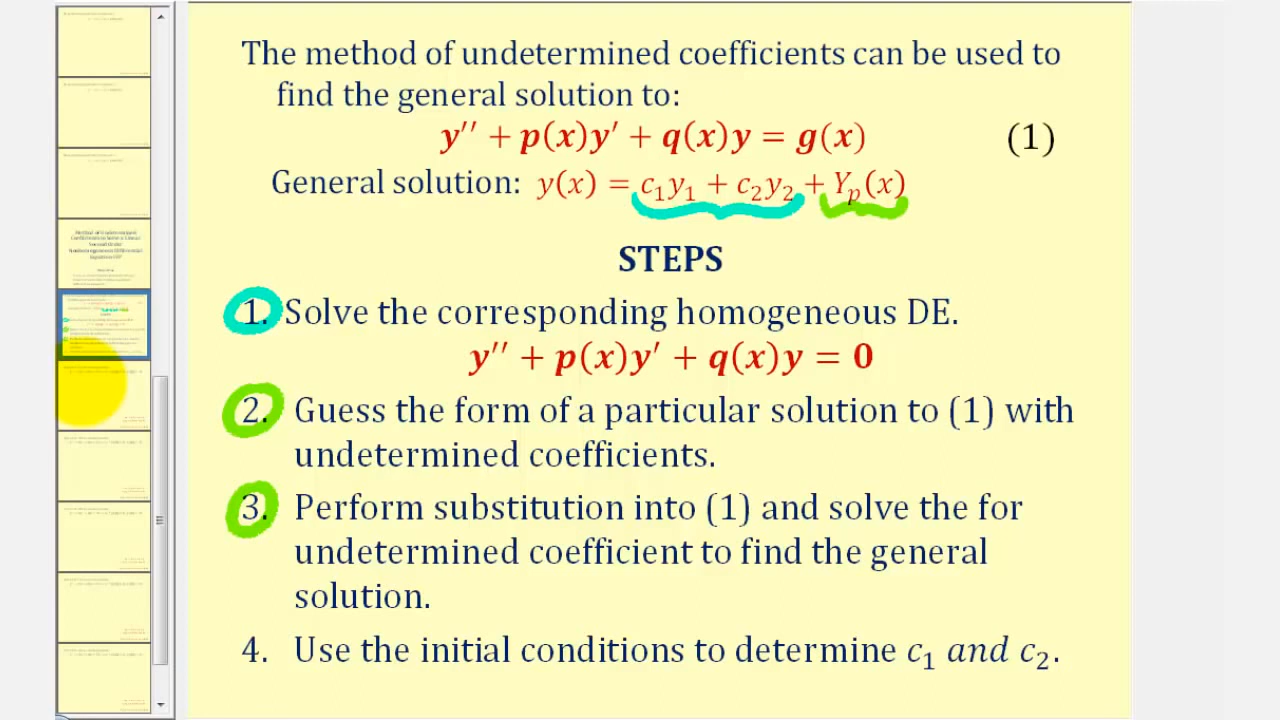 The method of undetermined coefficients can be used to
find the general solution to:
y′′ + p(x)y′ + q(x)y = g(x) (1)
General solution: y(x) = c₁y₁ + c₂y₂ + Yₚ(x)
STEPS
1. Solve the corresponding homogeneous DE.
y′′ + p(x)y′ + q(x)y = 0
2. Guess the form of a particular solution to (1) with
undetermined coefficients.
3. Perform substitution into (1) and solve the for
undetermined coefficient to find the general
solution.
4. Use the initial conditions to determine c₁ and c₂.